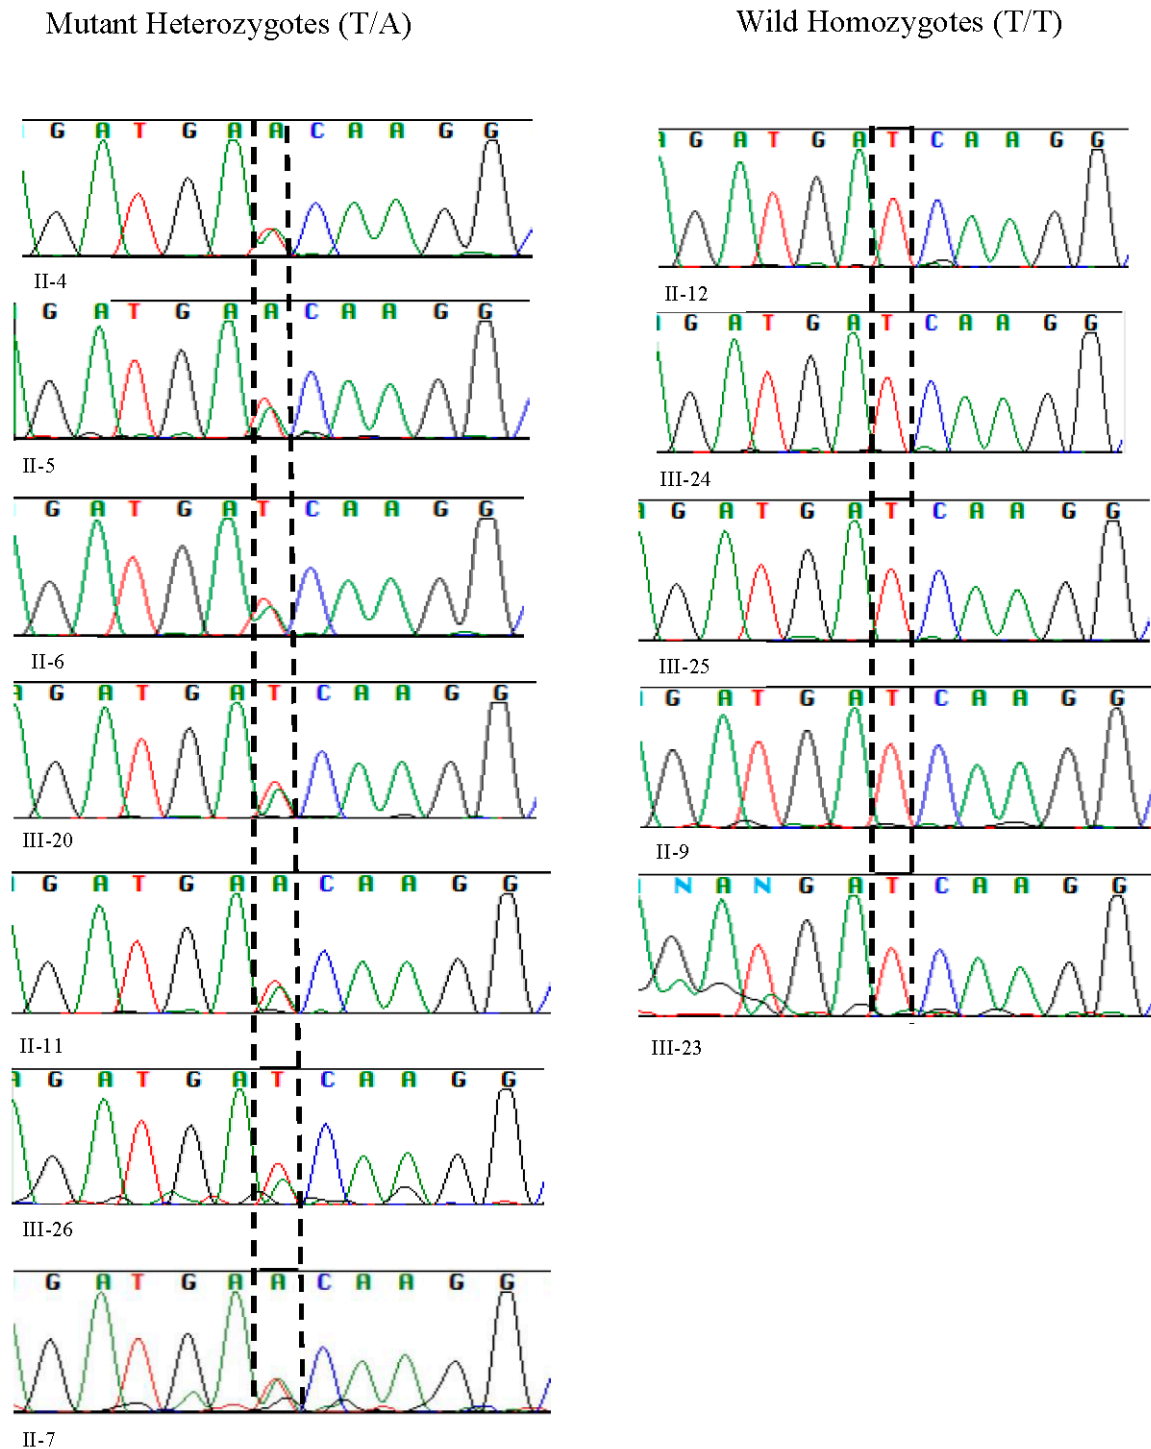 Mutant Heterozygotes (T/A)
G A T G A A C A A G G
II-4
G A T G A A C A A G G
II-5
G A T G A T C A A G G
II-6
A G A T G A T C A A G G
III-20
G A T G A A C A A G G
II-11
A G A T G A T C A A G G
III-26
G A T G A A C A A G G
II-7
Wild Homozygotes (T/T)
A G A T G A T C A A G G
II-12
G A T G A T C A A G G
III-24
A G A T G A T C A A G G
III-25
G A T G A T C A A G G
II-9
N A N G A T C A A G G
III-23